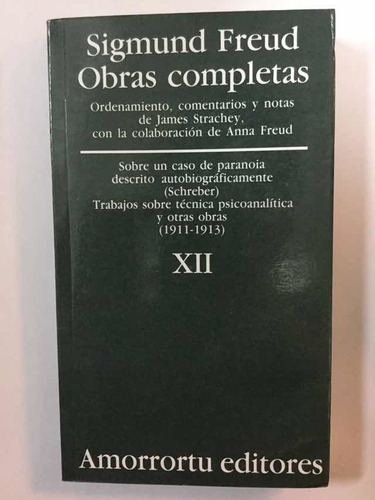 Sigmund Freud
Obras completas
Ordenamiento, comentarios y notas
de James Strachey,
con la colaboración de Anna Freud
Sobre un caso de paranoia
descrito autobiográficamente
(Schreber)
Trabajos sobre técnica psicoanalítica
y otras obras
(1911-1913)
XII
Amorrortu editores